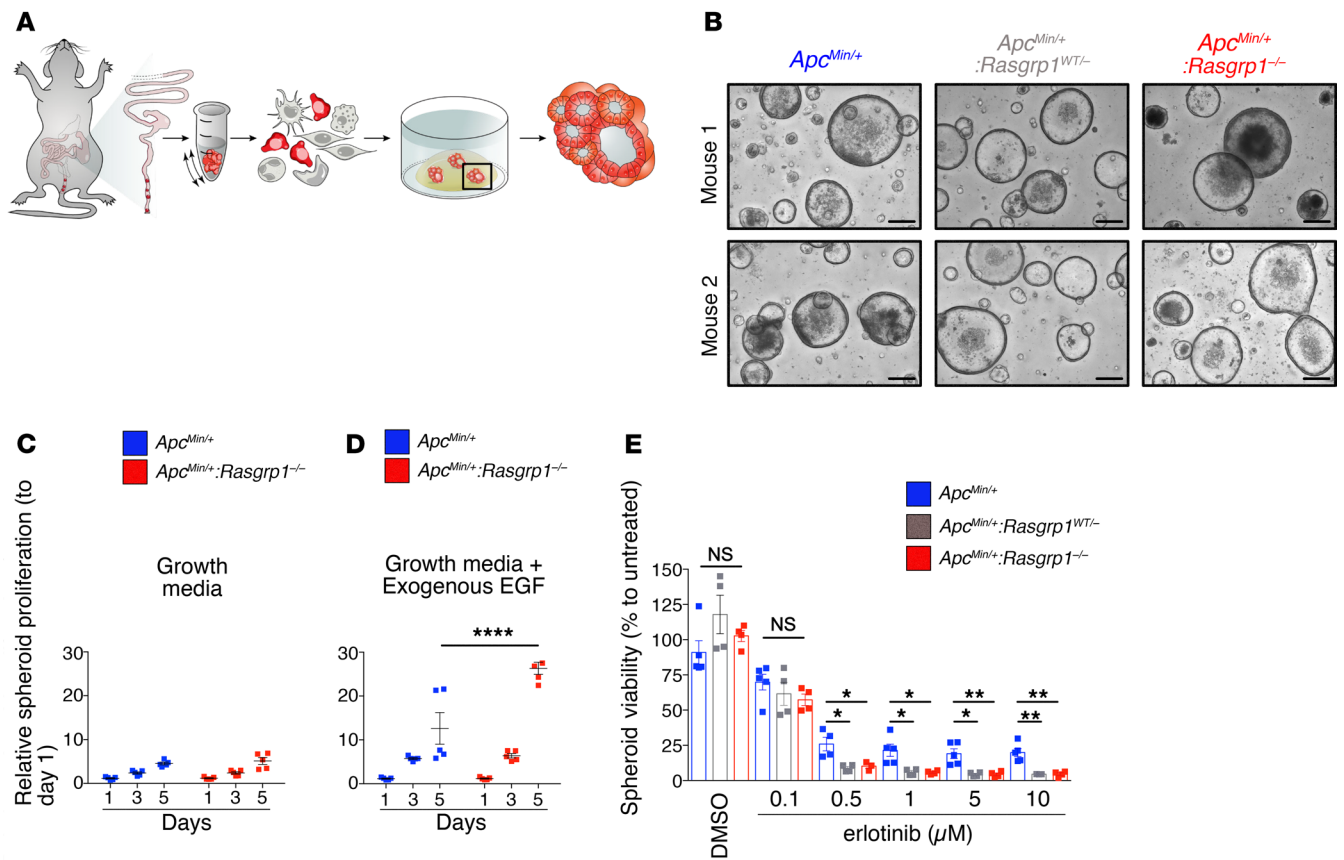 A
B
Apc^Min/+
Apc^Min/+
:Rasgrp1^WT/–
Apc^Min/+
:Rasgrp1^–/–
Mouse 1
Mouse 2
C
Apc^Min/+
Apc^Min/+:Rasgrp1^–/–
Relative spheroid proliferation (to
day 1)
Growth
media
30
20
10
0
1 3 5 1 3 5
Days Days
D
Apc^Min/+
Apc^Min/+:Rasgrp1^–/–
Growth media +
Exogenous EGF
****
30
20
10
0
1 3 5 1 3 5
Days Days
E
Apc^Min/+
Apc^Min/+:Rasgrp1^WT/–
Apc^Min/+:Rasgrp1^–/–
Spheroid viability (% to untreated)
150
125
100
75
50
25
0
NS
NS
* * ** **
* * * **
DMSO
0.1 0.5 1 5 10
erlotinib (μM)